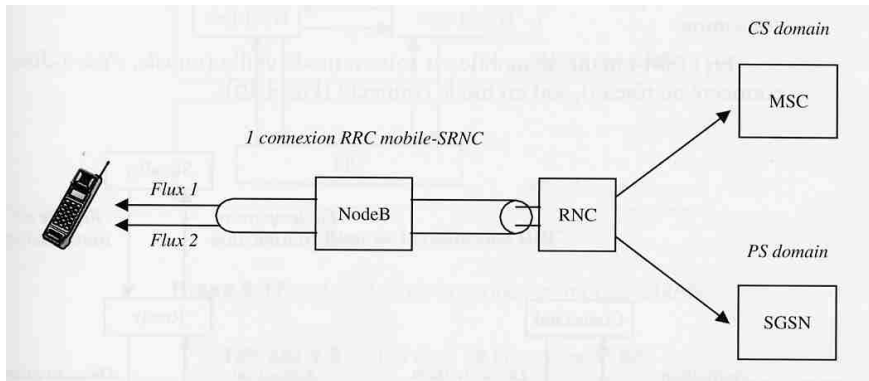 CS domain
MSC
1 connexion RRC mobile-SRNC
Flux 1
NodeB
RNC
Flux 2
PS domain
SGSN